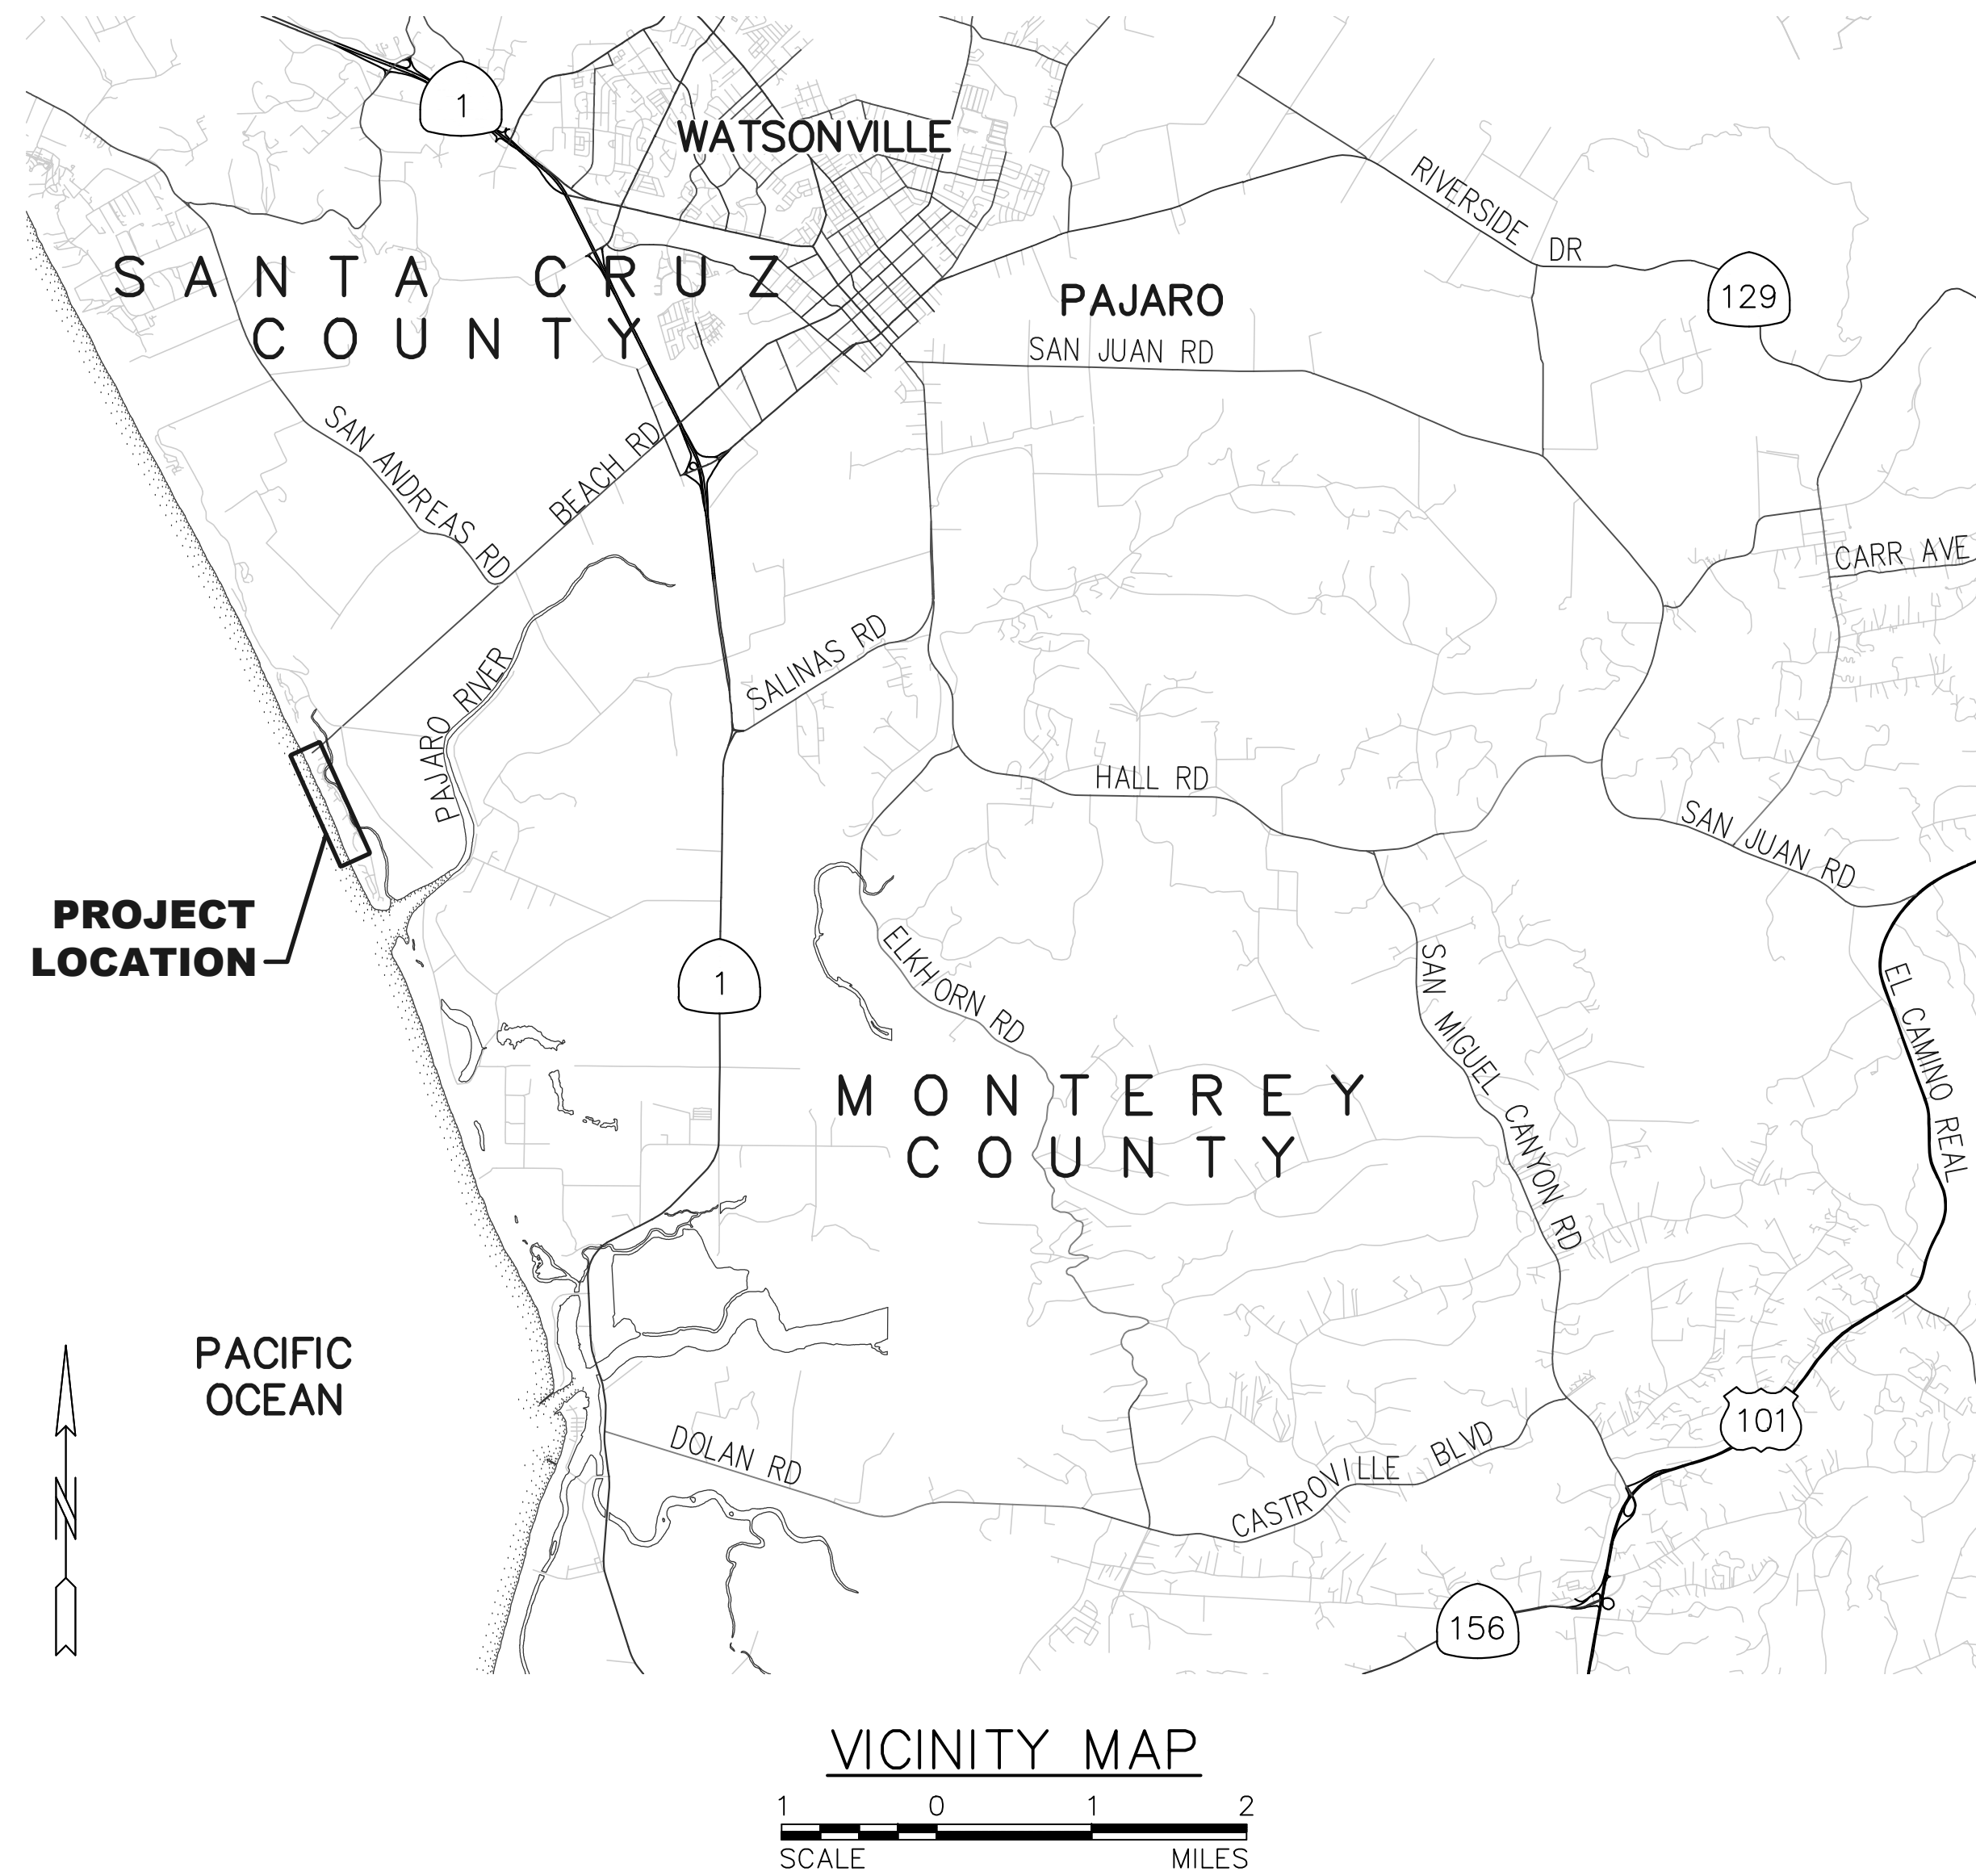 1
WATSONVILLE
RIVERSIDE DR
129
SANTA CRUZ
COUNTY
PAJARO
SAN JUAN RD
SAN ANDREAS RD
BEACH RD
CARR AVE
SALINAS RD
PAJARO RIVER
HALL RD
SAN JUAN RD
PROJECT
LOCATION
1
ELKHORN RD
SAN MIGUEL CANYON RD
EL CAMINO REAL
MONTEREY
COUNTY
PACIFIC
OCEAN
N
DOLAN RD
CASTROVILLE BLVD
101
156
VICINITY MAP
1 0 1 2
SCALE MILES